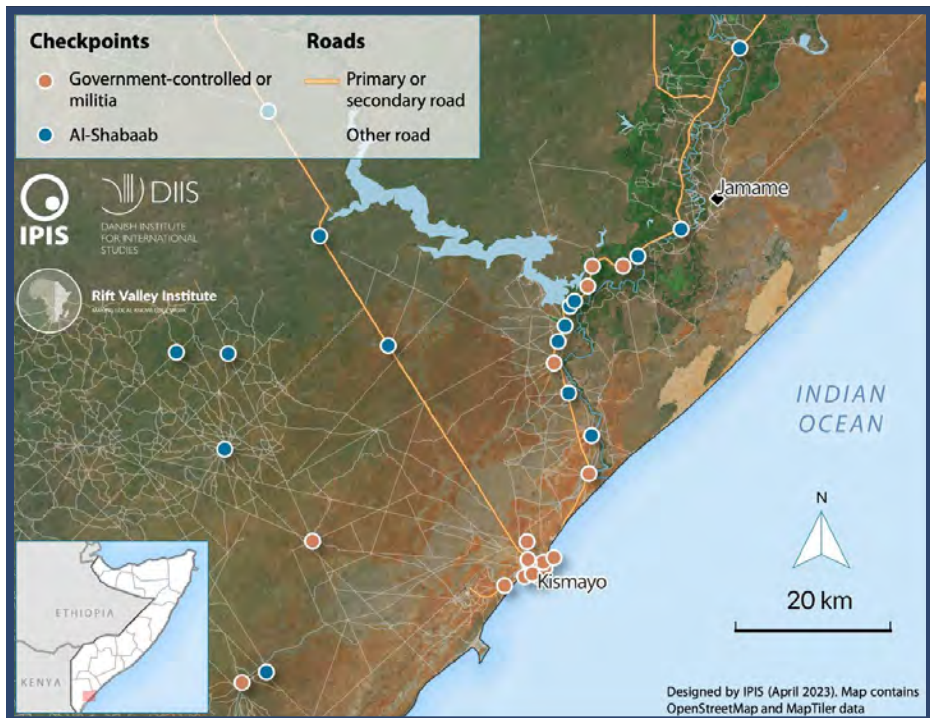 Checkpoints
Government-controlled or
militia
Al-Shabaab
Roads
Primary or
secondary road
Other road
IPIS
DIIS
DANISH INSTITUTE
FOR INTERNATIONAL
STUDIES
Rift Valley Institute
Jamame
INDIAN
OCEAN
Kismayo
N
20 km
ETHIOPIA
KENYA
Designed by IPIS (April 2023). Map contains
OpenStreetMap and MapTiler data